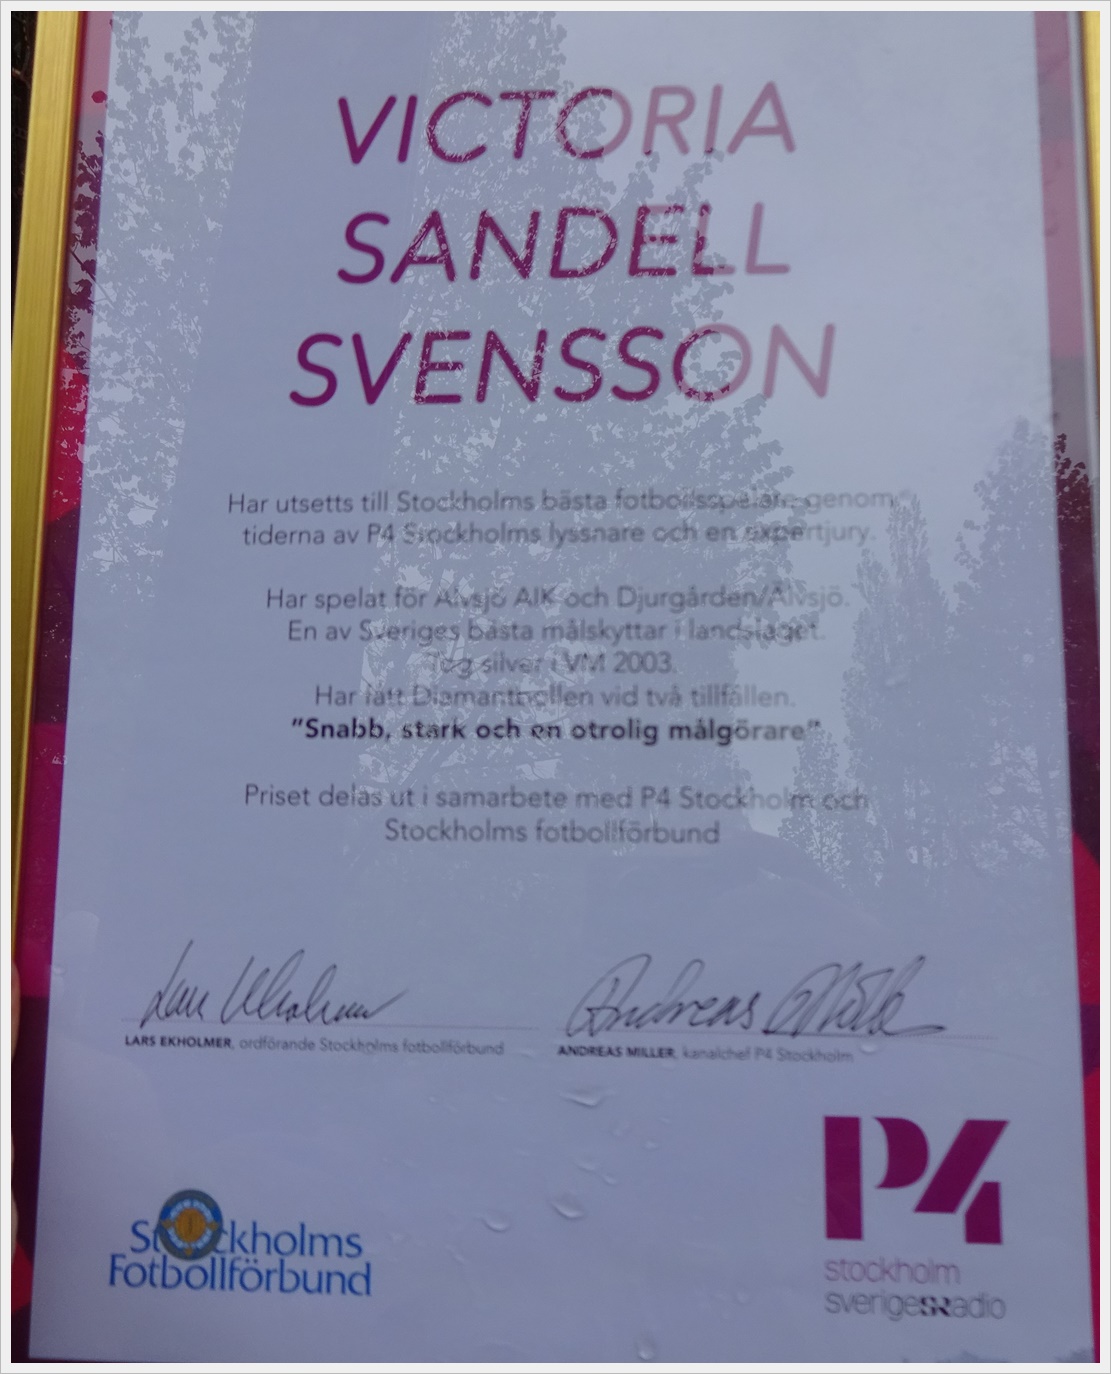 VICTORIA
SANDELL
SVENSSON
Har utsetts till Stockholms bästa fotbollsspelare genom
tiderna av P4 Stockholms lyssnare och en expertjury.
Har spelat för Älvsjö AIK och Djurgården/Älvsjö.
En av Sveriges bästa målskyttar i landslaget.
Tog silver i VM 2003.
Har fått Diamantbollen vid två tillfällen.
”Snabb, stark och en otrolig målgörare”
Priset delas ut i samarbete med P4 Stockholm och
Stockholms fotbollförbund
LARS EKHOLMER, ordförande Stockholms fotbollförbund
ANDREAS MILLER, kanalchef P4 Stockholm
P4
stockholm
sverigesradio
Stockholms
Fotbollförbund